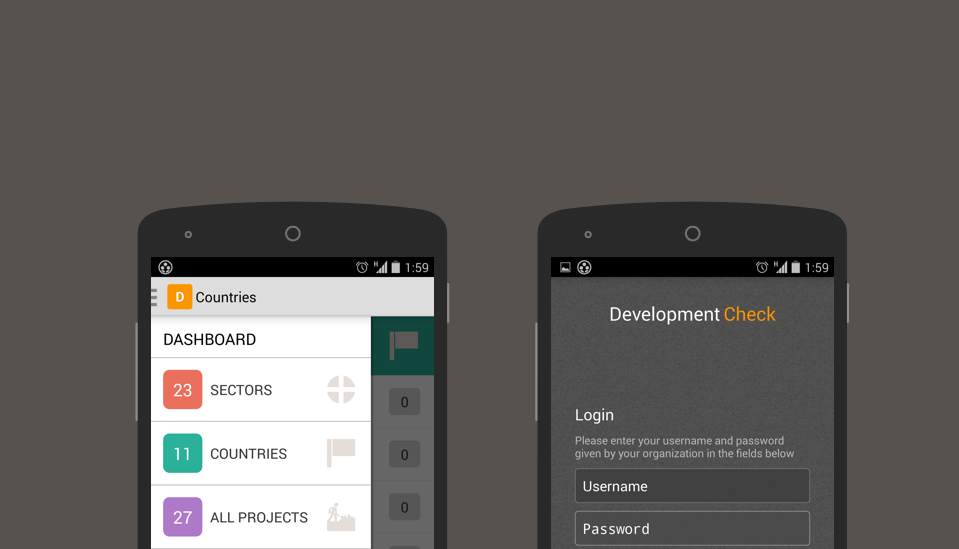 1:59
D Countries
DASHBOARD
23 SECTORS
11 COUNTRIES
27 ALL PROJECTS
0
0
0
H 1:59
Development Check
Login
Please enter your username and password
given by your organization in the fields below
Username
Password